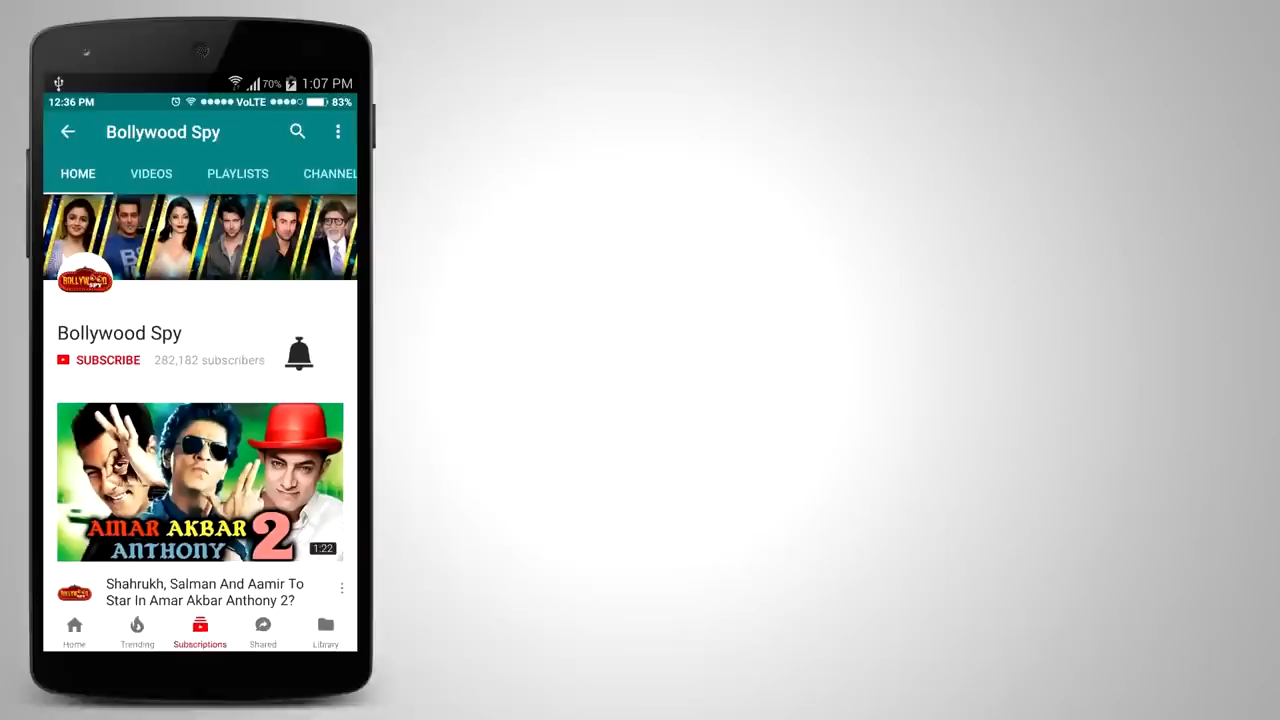 70% 1:07 PM
12:36 PM VoLTE 83%
Bollywood Spy
HOME VIDEOS PLAYLISTS CHANNEL
BOLLYWOOD
SPY
Bollywood Spy
SUBSCRIBE 282,182 subscribers
AMAR AKBAR
ANTHONY 2
1:22
Shahrukh, Salman And Aamir To
Star In Amar Akbar Anthony 2?
Home Trending Subscriptions Shared Library